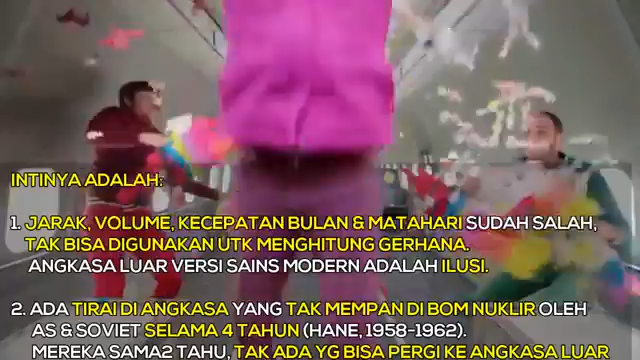 INTINYA ADALAH:
1. JARAK, VOLUME, KECEPATAN BULAN & MATAHARI SUDAH SALAH,
TAK BISA DIGUNAKAN UTK MENGHITUNG GERHANA.
ANGKASA LUAR VERSI SAINS MODERN ADALAH ILUSI.
2. ADA TIRAI DI ANGKASA YANG TAK MEMPAN DI BOM NUKLIR OLEH
AS & SOVIET SELAMA 4 TAHUN (HANE, 1958-1962).
MEREKA SAMA2 TAHU, TAK ADA YG BISA PERGI KE ANGKASA LUAR